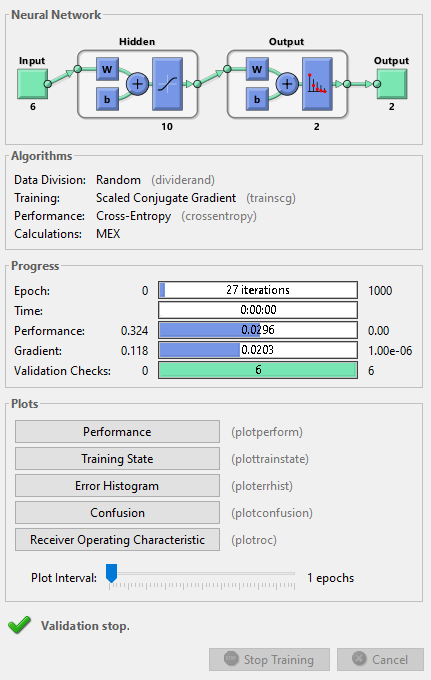 Neural Network
Hidden Output
Input W W Output
b + b +
6 10 2 2
Algorithms
Data Division: Random (dividerand)
Training: Scaled Conjugate Gradient (trainscg)
Performance: Cross-Entropy (crossentropy)
Calculations: MEX
Progress
Epoch: 0 27 iterations 1000
Time: 0:00:00
Performance: 0.324 0.0296 0.00
Gradient: 0.118 0.0203 1.00e-06
Validation Checks: 0 6 6
Plots
Performance (plotperform)
Training State (plottrainstate)
Error Histogram (ploterrhist)
Confusion (plotconfusion)
Receiver Operating Characteristic (plotroc)
Plot Interval: 1 epochs
Validation stop.
Stop Training Cancel